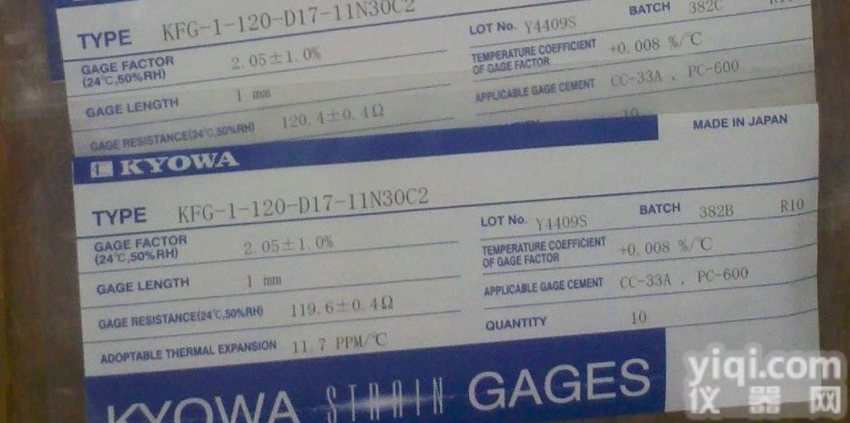 TYPE KFG-1-120-D17-11N30C2
LOT No. Y4409S BATCH 382C
GAGE FACTOR (24℃,50%RH) 2.05±1.0%
TEMPERATURE COEFFICIENT OF GAGE FACTOR +0.008 %/℃
GAGE LENGTH 1 mm
APPLICABLE GAGE CEMENT CC-33A , PC-600
GAGE RESISTANCE(24℃,50%RH) 120.4±0.4Ω
10
KYOWA
MADE IN JAPAN
TYPE KFG-1-120-D17-11N30C2
LOT No. Y4409S BATCH 382B R10
GAGE FACTOR (24℃,50%RH) 2.05±1.0%
TEMPERATURE COEFFICIENT OF GAGE FACTOR +0.008 %/℃
GAGE LENGTH 1 mm
APPLICABLE GAGE CEMENT CC-33A , PC-600
GAGE RESISTANCE(24℃,50%RH) 119.6±0.4Ω
QUANTITY 10
ADOPTABLE THERMAL EXPANSION 11.7 PPM/℃
KYOWA STRAIN GAGES
yiqi.com
仪器网